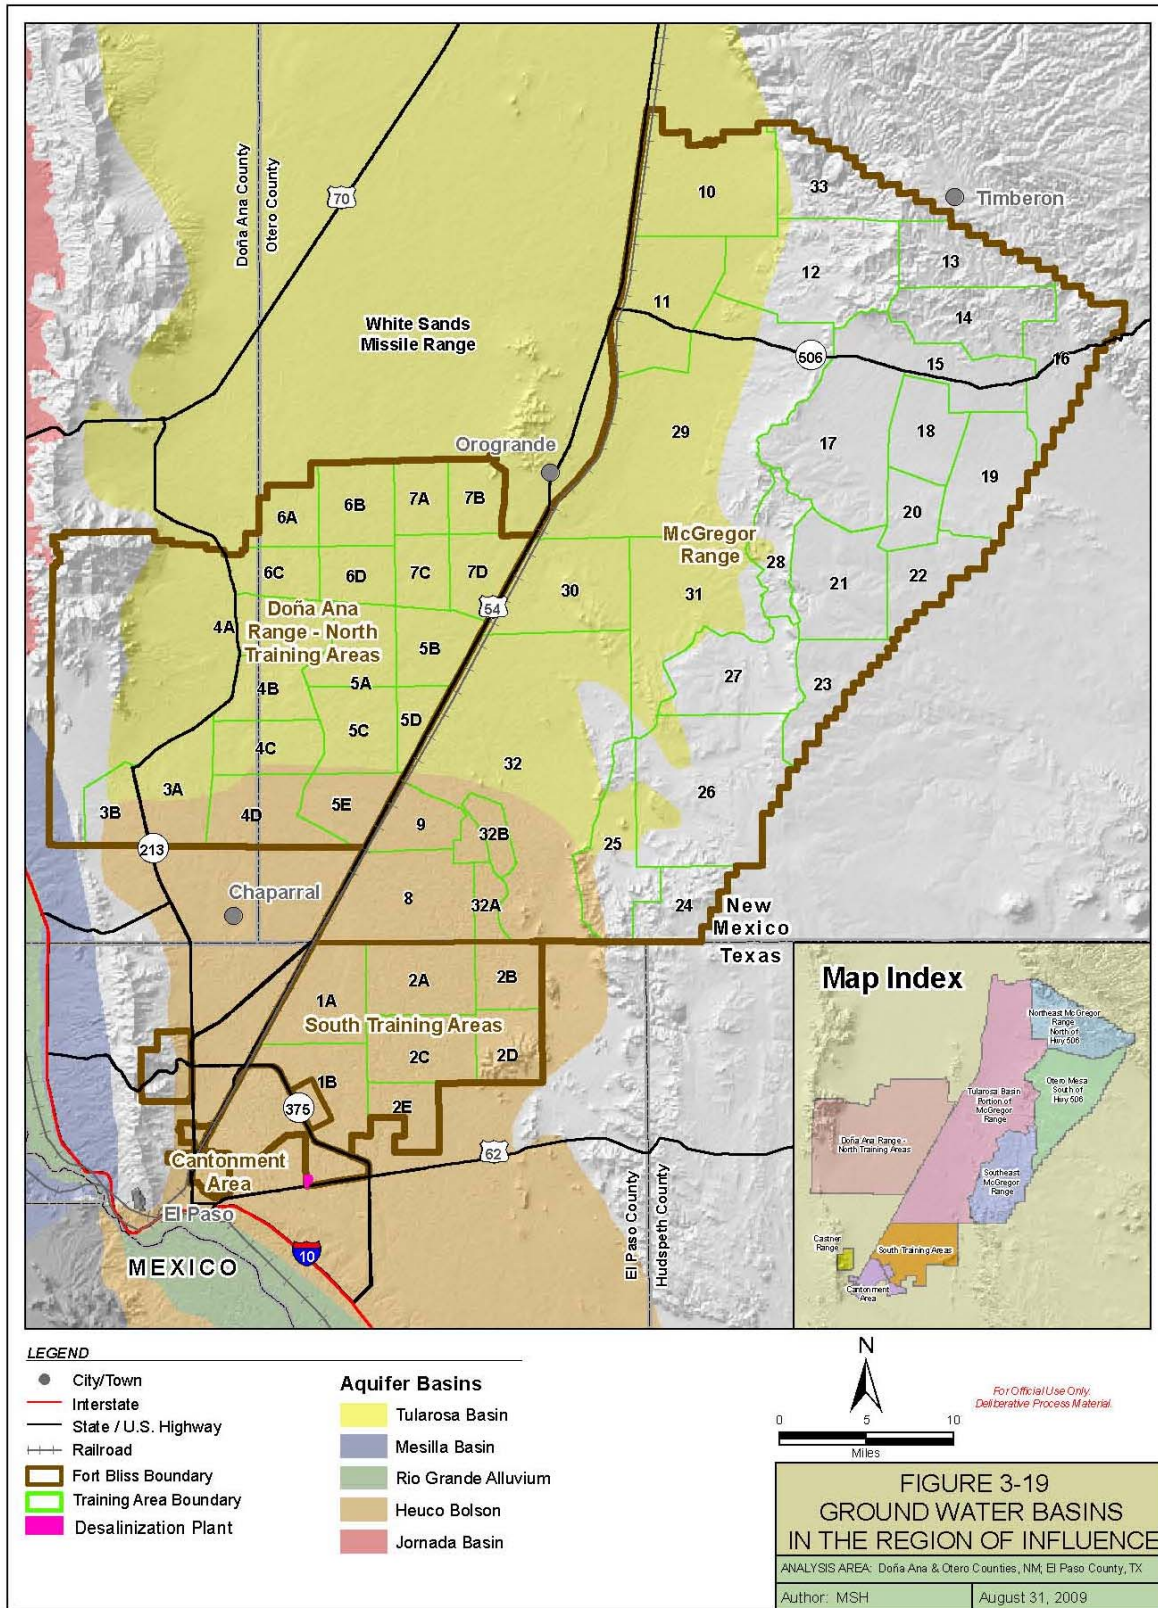 Doña Ana County
Otero County
70
10
33
Timberon
13
12
11
14
White Sands
Missile Range
506
15
16
29
17
18
19
Orogrande
6A
6B
7A
7B
20
McGregor
Range
28
6C
6D
7C
7D
30
31
21
22
54
Doña Ana
Range - North
Training Areas
4A
5B
4B
5A
27
23
5C
5D
4C
32
3A
3B
4D
5E
26
9
32B
25
213
Chaparral
8
32A
24
New
Mexico
Texas
1A
2A
2B
South Training Areas
2C
2D
1B
375
2E
62
Cantonment
Area
El Paso
MEXICO
10
El Paso County
Hudspeth County
Map Index
Northeast McGregor
Range
North of
Hwy 506
Tularosa Basin
Portion of
McGregor
Range
Otero Mesa
South of
Hwy 506
Doña Ana Range -
North Training Areas
Southeast
McGregor
Range
Castner
Range
South Training Areas
Cantonment
Area
LEGEND
City/Town
Interstate
State / U.S. Highway
Railroad
Fort Bliss Boundary
Training Area Boundary
Desalinization Plant
Aquifer Basins
Tularosa Basin
Mesilla Basin
Rio Grande Alluvium
Heuco Bolson
Jornada Basin
N
0 5 10
Miles
For Official Use Only.
Deliberative Process Material.
FIGURE 3-19
GROUND WATER BASINS
IN THE REGION OF INFLUENCE
ANALYSIS AREA: Doña Ana & Otero Counties, NM; El Paso County, TX
Author: MSH
August 31, 2009